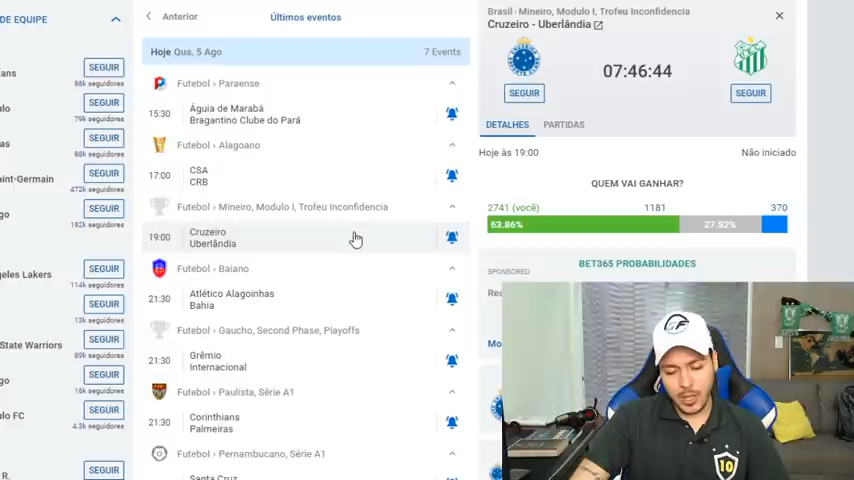 DE EQUIPE
ans
SEGUIR
88k seguidores
lo
SEGUIR
79k seguidores
as
SEGUIR
88k seguidores
aint-Germain
SEGUIR
472k seguidores
go
SEGUIR
192k seguidores
geles Lakers
SEGUIR
114k seguidores
SEGUIR
13k seguidores
State Warriors
SEGUIR
89k seguidores
go
SEGUIR
16k seguidores
ulo FC
SEGUIR
4.3k seguidores
R.
SEGUIR
Anterior
Últimos eventos
Hoje Qua, 5 Ago
7 Events
Futebol › Paraense
15:30
Águia de Marabá
Bragantino Clube do Pará
Futebol › Alagoano
17:00
CSA
CRB
Futebol › Mineiro, Modulo I, Trofeu Inconfidencia
19:00
Cruzeiro
Uberlândia
Futebol › Baiano
21:30
Atlético Alagoinhas
Bahia
Futebol › Gaucho, Second Phase, Playoffs
21:30
Grêmio
Internacional
Futebol › Paulista, Série A1
21:30
Corinthians
Palmeiras
Futebol › Pernambucano, Série A1
Santa Cruz
Brasil - Mineiro, Modulo I, Trofeu Inconfidencia
Cruzeiro - Uberlândia
07:46:44
SEGUIR
SEGUIR
DETALHES
PARTIDAS
Hoje às 19:00
Não iniciado
QUEM VAI GANHAR?
2741 (você)
1181
370
63.86%
27.52%
BET365 PROBABILIDADES
SPONSORED
Res
Mo
GF
10